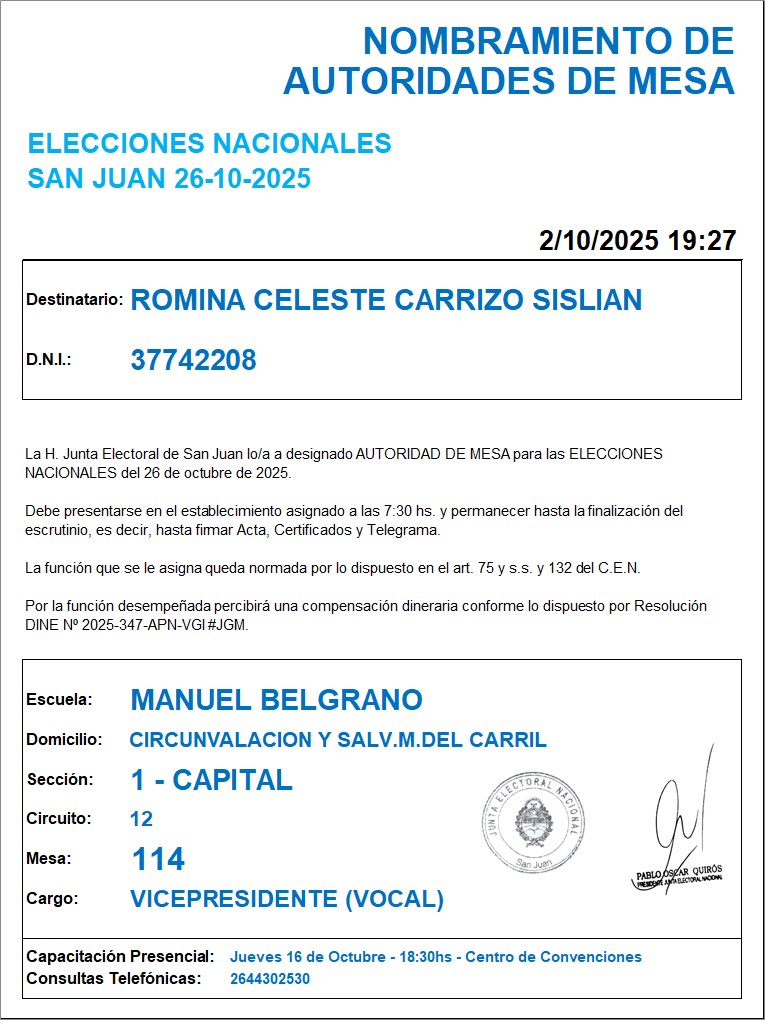 NOMBRAMIENTO DE
AUTORIDADES DE MESA
ELECCIONES NACIONALES
SAN JUAN 26-10-2025
2/10/2025 19:27
Destinatario: ROMINA CELESTE CARRIZO SISLIAN
D.N.I.: 37742208
La H. Junta Electoral de San Juan lo/a a designado AUTORIDAD DE MESA para las ELECCIONES
NACIONALES del 26 de octubre de 2025.
Debe presentarse en el establecimiento asignado a las 7:30 hs. y permanecer hasta la finalización del
escrutinio, es decir, hasta firmar Acta, Certificados y Telegrama.
La función que se le asigna queda normada por lo dispuesto en el art. 75 y s.s. y 132 del C.E.N.
Por la función desempeñada percibirá una compensación dineraria conforme lo dispuesto por Resolución
DINE Nº 2025-347-APN-VGI#JGM.
Escuela: MANUEL BELGRANO
Domicilio: CIRCUNVALACION Y SALV.M.DEL CARRIL
Sección: 1 - CAPITAL
Circuito: 12
Mesa: 114
Cargo: VICEPRESIDENTE (VOCAL)
JUNTA ELECTORAL NACIONAL
San Juan
PABLO OSCAR QUIRÓS
PRESIDENTE JUNTA ELECTORAL NACIONAL
Capacitación Presencial: Jueves 16 de Octubre - 18:30hs - Centro de Convenciones
Consultas Telefónicas: 2644302530